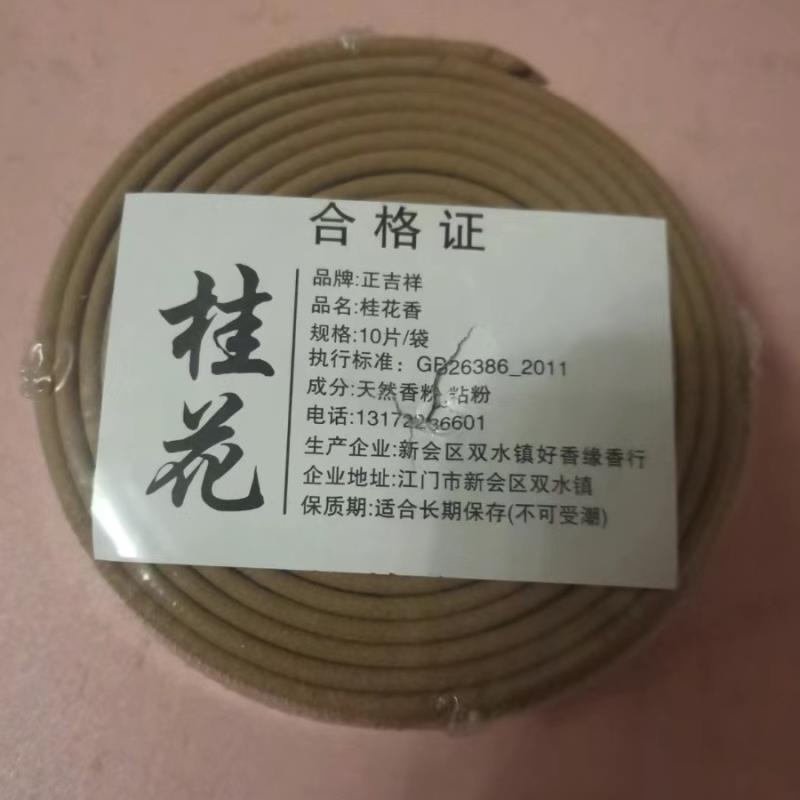 合格证
桂花
品牌:正吉祥
品名:桂花香
规格:10片/袋
执行标准: GB26386_2011
成分:天然香粉,粘粉
电话:13172236601
生产企业:新会区双水镇好香缘香行
企业地址:江门市新会区双水镇
保质期:适合长期保存(不可受潮)